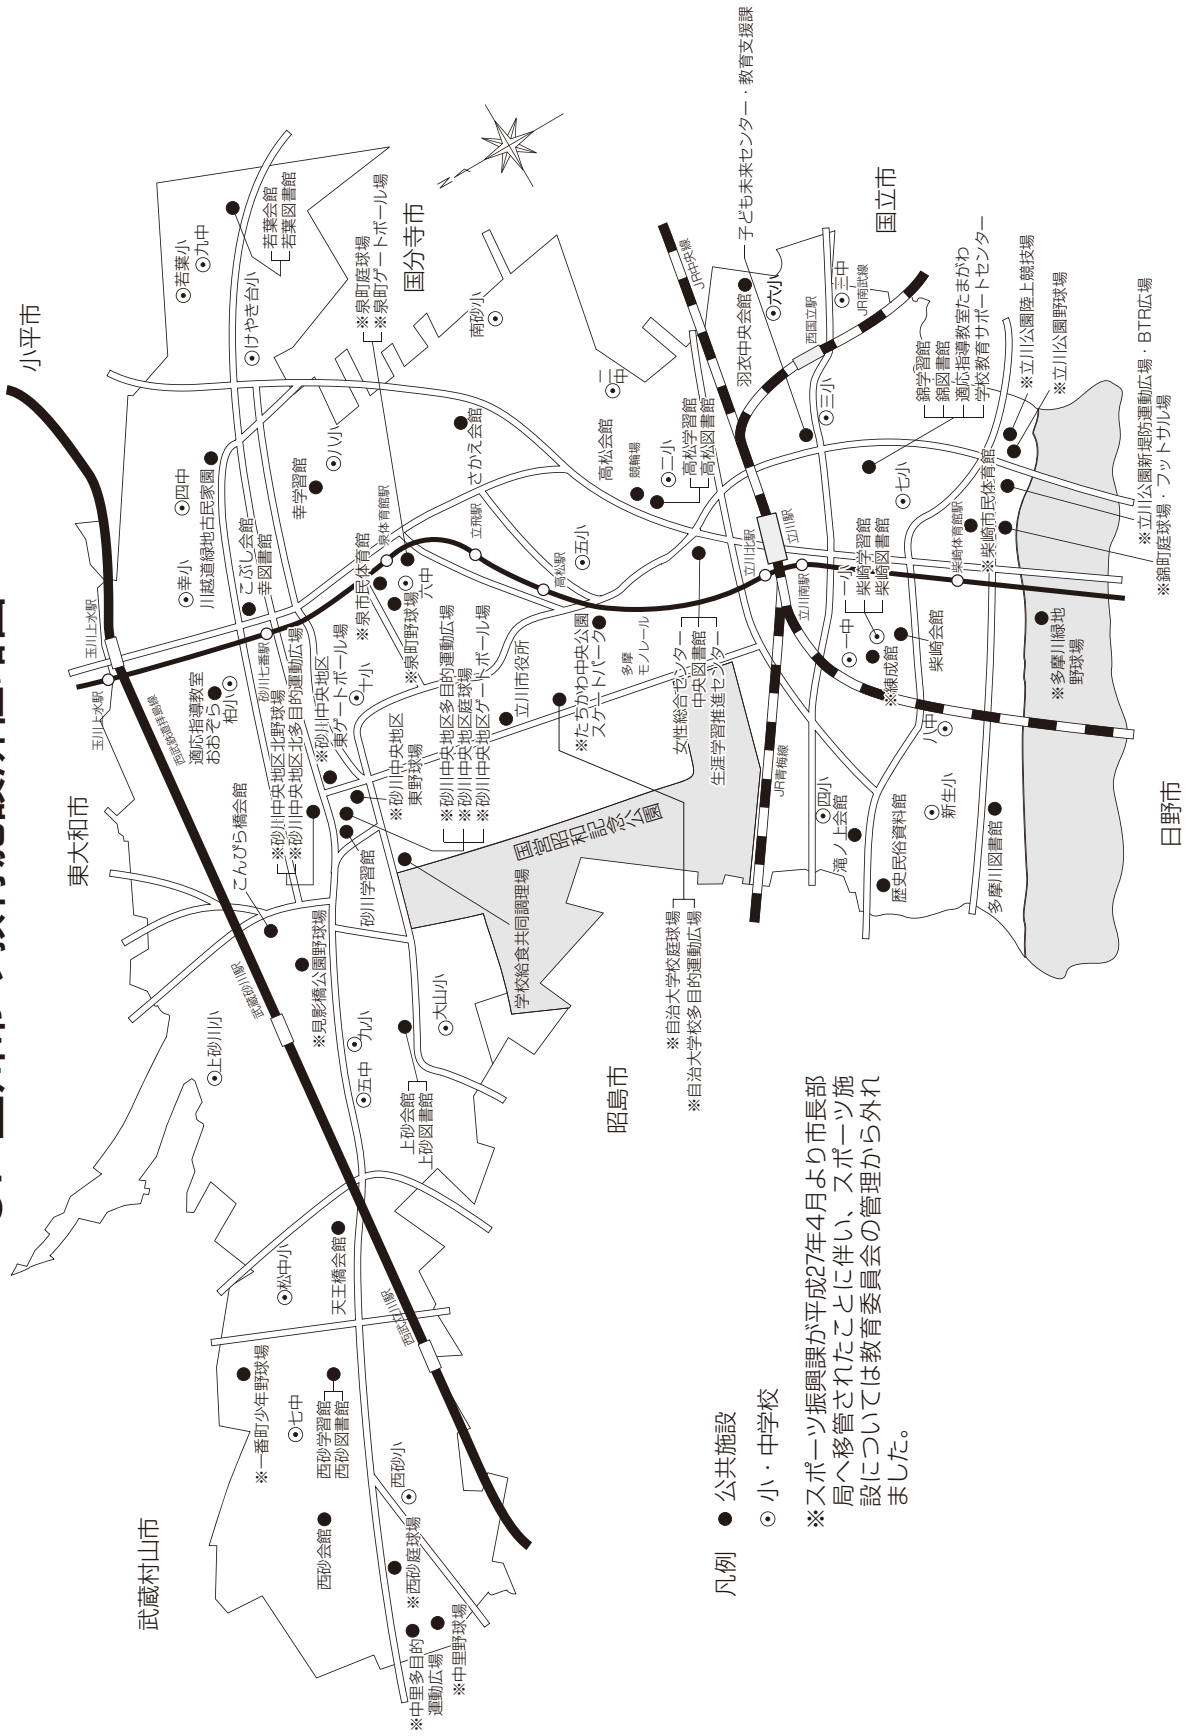 小平市
東大和市
武蔵村山市
国分寺市
国立市
昭島市
日野市
若葉小
九中
若葉会館
若葉図書館
けやき台小
※泉町庭球場
※泉町ゲートボール場
南砂小
四中
川越道緑地古民家園
幸学習館
八小
さかえ会館
二中
高松会館
競輪場
二小
高松学習館
高松図書館
JR中央線
羽衣中央会館
子ども未来センター・教育支援課
六小
西国立駅
三中
JR南武線
三小
錦学習館
錦図書館
適応指導教室たまがわ
学校教育サポートセンター
※立川公園陸上競技場
※立川公園野球場
※立川公園新堤防運動広場・BTR広場
※錦町庭球場・フットサル場
七小
柴崎体育館駅
※柴崎市民体育館
幸小
こぶし会館
幸図書館
泉体育館駅
※泉市民体育館
六中
※泉町野球場
立飛駅
高松駅
五小
立川北駅
立川駅
立川南駅
一小
柴崎学習館
柴崎図書館
一中
※練成館
柴崎会館
※多摩川緑地
野球場
玉川上水駅
玉川上水駅
西武鉄道拝島線
適応指導教室
おおぞら
柏小
砂川七番駅
※砂川中央地区北野球場
※砂川中央地区北多目的運動広場
※砂川中央地区
東ゲートボール場
十小
※砂川中央地区
東野球場
※砂川中央地区多目的運動広場
※砂川中央地区庭球場
※砂川中央地区ゲートボール場
立川市役所
※たちかわ中央公園
スケートパーク
多摩
モノレール
女性総合センター
中央図書館
生涯学習推進センター
国営昭和記念公園
JR青梅線
八中
四小
滝ノ上会館
歴史民俗資料館
新生小
多摩川図書館
こんぴら橋会館
砂川学習館
学校給食共同調理場
※自治大学校庭球場
※自治大学校多目的運動広場
武蔵砂川駅
※見影橋公園野球場
上砂川小
九小
五中
大山小
上砂会館
上砂図書館
松中小
天王橋会館
西武立川駅
※一番町少年野球場
七中
西砂学習館
西砂図書館
西砂会館
西砂小
※西砂庭球場
※中里多目的
運動広場
※中里野球場
凡例
●公共施設
◉小・中学校
※スポーツ振興課が平成27年4月より市長部
局へ移管されたことに伴い、スポーツ施
設については教育委員会の管理から外れ
ました。
N